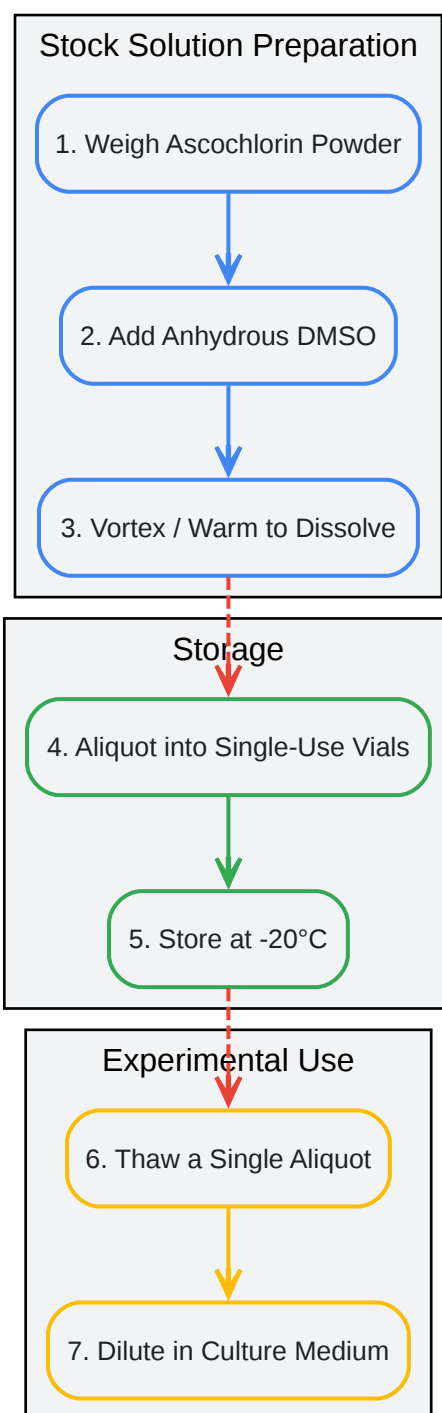 Stock Solution Preparation
1. Weigh Ascochlorin Powder
2. Add Anhydrous DMSO
3. Vortex / Warm to Dissolve
Storage
4. Aliquot into Single-Use Vials
5. Store at -20°C
Experimental Use
6. Thaw a Single Aliquot
7. Dilute in Culture Medium